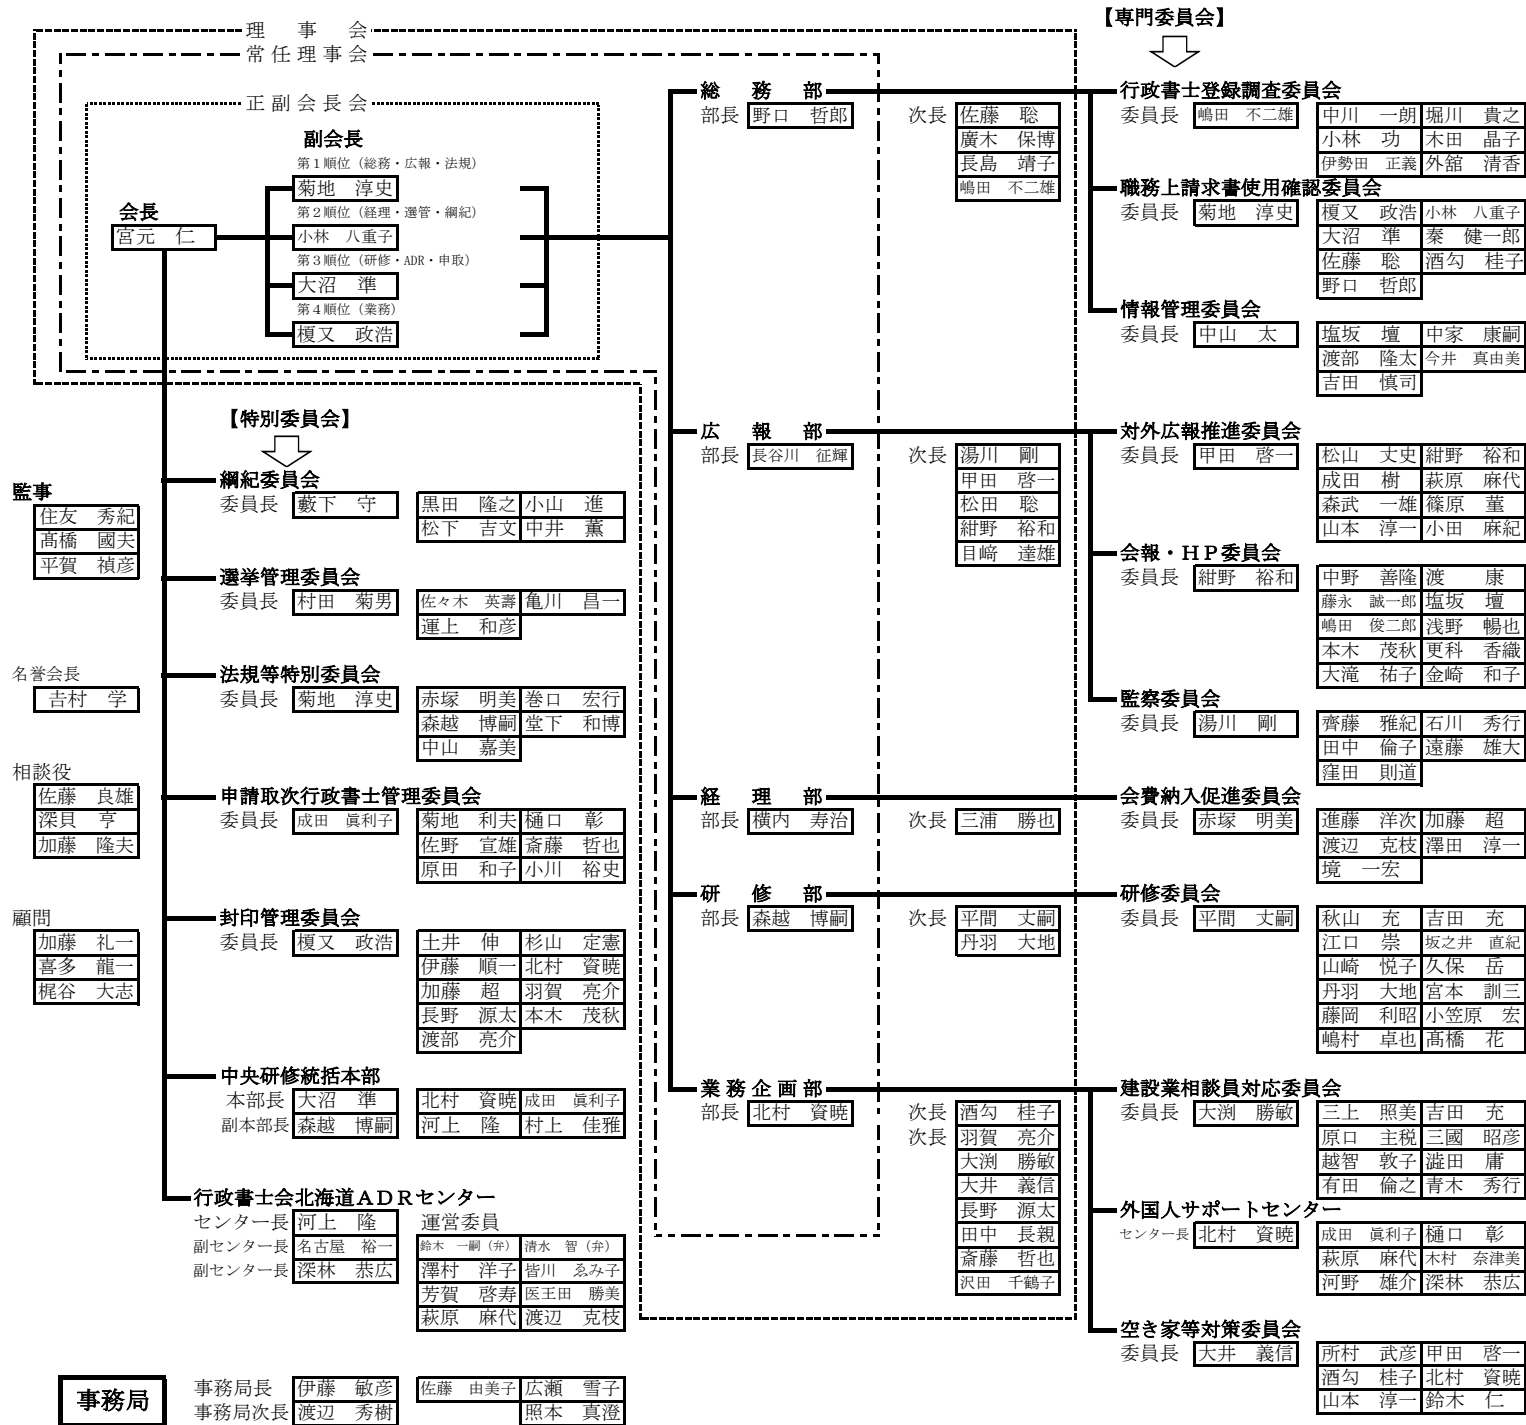 【専門委員会】
理　事　会
常任理事会
正副会長会
副会長
第１順位（総務・広報・法規）
菊地　淳史
第２順位（経理・選管・綱紀）
小林　八重子
第３順位（研修・ADR・申取）
大沼　準
第４順位（業務）
榎又　政浩
会長
宮元　仁
【特別委員会】
綱紀委員会
委員長 藪下　守 黒田　隆之 小山　進
松下　吉文 中井　薫
選挙管理委員会
委員長 村田　菊男 佐々木　英壽 亀川　昌一
運上　和彦
法規等特別委員会
委員長 菊地　淳史 赤塚　明美 巻口　宏行
森越　博嗣 堂下　和博
中山　嘉美
申請取次行政書士管理委員会
委員長 成田　眞利子 菊地　利夫 樋口　彰
佐野　宣雄 斎藤　哲也
原田　和子 小川　裕史
封印管理委員会
委員長 榎又　政浩 土井　伸 杉山　定憲
伊藤　順一 北村　資暁
加藤　超 羽賀　亮介
長野　源太 本木　茂秋
渡部　亮介
中央研修統括本部
本部長 大沼　準 北村　資暁 成田　眞利子
副本部長 森越　博嗣 河上　隆 村上　佳雅
行政書士会北海道ＡＤＲセンター
センター長 河上　隆 運営委員
副センター長 名古屋　裕一 鈴木　一嗣（弁） 清水　智（弁）
副センター長 深林　恭広 澤村　洋子 皆川　ゑみ子
芳賀　啓寿 医王田　勝美
萩原　麻代 渡辺　克枝
監事
住友　秀紀
髙橋　國夫
平賀　禎彦
名誉会長
吉村　学
相談役
佐藤　良雄
深貝　亨
加藤　隆夫
顧問
加藤　礼一
喜多　龍一
梶谷　大志
事務局
事務局長 伊藤　敏彦 佐藤　由美子 広瀬　雪子
事務局次長 渡辺　秀樹 照本　真澄
総　務　部
部長 野口　哲郎 次長 佐藤　聡
廣木　保博
長島　靖子
嶋田　不二雄
行政書士登録調査委員会
委員長 嶋田　不二雄 中川　一朗 堀川　貴之
小林　功 木田　晶子
伊勢田　正義 外舘　清香
職務上請求書使用確認委員会
委員長 菊地　淳史 榎又　政浩 小林　八重子
大沼　準 秦　健一郎
佐藤　聡 酒勾　桂子
野口　哲郎
情報管理委員会
委員長 中山　太 塩坂　壇 中家　康嗣
渡部　隆太 今井　真由美
吉田　慎司
広　報　部
部長 長谷川　征輝 次長 湯川　剛
甲田　啓一
松田　聡
紺野　裕和
目﨑　達雄
対外広報推進委員会
委員長 甲田　啓一 松山　丈史 紺野　裕和
成田　樹 萩原　麻代
森武　一雄 篠原　菫
山本　淳一 小田　麻紀
会報・ＨＰ委員会
委員長 紺野　裕和 中野　善隆 渡　康
藤永　誠一郎 塩坂　壇
嶋田　俊二郎 浅野　暢也
本木　茂秋 更科　香織
大滝　祐子 金崎　和子
監察委員会
委員長 湯川　剛 齊藤　雅紀 石川　秀行
田中　倫子 遠藤　雄大
窪田　則道
経　理　部
部長 横内　寿治 次長 三浦　勝也
会費納入促進委員会
委員長 赤塚　明美 進藤　洋次 加藤　超
渡辺　克枝 澤田　淳一
境　一宏
研　修　部
部長 森越　博嗣 次長 平間　丈嗣
丹羽　大地
研修委員会
委員長 平間　丈嗣 秋山　充 吉田　充
江口　崇 坂之井　直紀
山崎　悦子 久保　岳
丹羽　大地 宮本　訓三
藤岡　利昭 小笠原　宏
嶋村　卓也 髙橋　花
業務企画部
部長 北村　資暁 次長 酒勾　桂子
次長 羽賀　亮介
大渕　勝敏
大井　義信
長野　源太
田中　長親
斎藤　哲也
沢田　千鶴子
建設業相談員対応委員会
委員長 大渕　勝敏 三上　照美 吉田　充
原口　主税 三國　昭彦
越智　敦子 澁田　庸
有田　倫之 青木　秀行
外国人サポートセンター
センター長 北村　資暁 成田　眞利子 樋口　彰
萩原　麻代 木村　奈津美
河野　雄介 深林　恭広
空き家等対策委員会
委員長 大井　義信 所村　武彦 甲田　啓一
酒勾　桂子 北村　資暁
山本　淳一 鈴木　仁